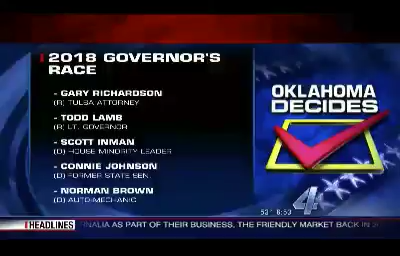 2018 GOVERNOR'S
RACE
- GARY RICHARDSON
(R) TULSA ATTORNEY
- TODD LAMB
(R) LT. GOVERNOR
- SCOTT INMAN
(D) HOUSE MINORITY LEADER
- CONNIE JOHNSON
(D) FORMER STATE SEN.
- NORMAN BROWN
(D) AUTO-MECHANIC
OKLAHOMA
DECIDES
4
53° 8:53
HEADLINES
RNALIA AS PART OF THEIR BUSINESS, THE FRIENDLY MARKET BACK IN